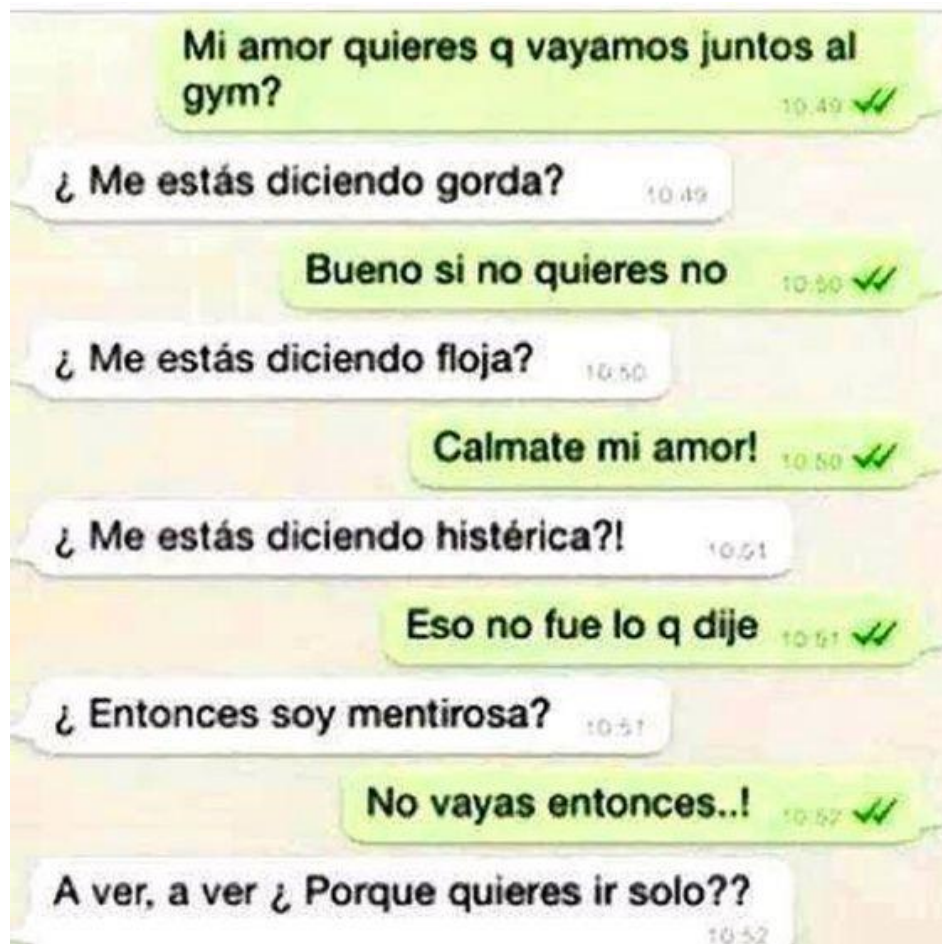 Mi amor quieres q vayamos juntos al
gym?
10:49
¿ Me estás diciendo gorda?
10:49
Bueno si no quieres no
10:50
¿ Me estás diciendo floja?
10:50
Calmate mi amor!
10:50
¿ Me estás diciendo histérica?!
10:51
Eso no fue lo q dije
10:51
¿ Entonces soy mentirosa?
10:51
No vayas entonces..!
10:52
A ver, a ver ¿ Porque quieres ir solo??
10:52